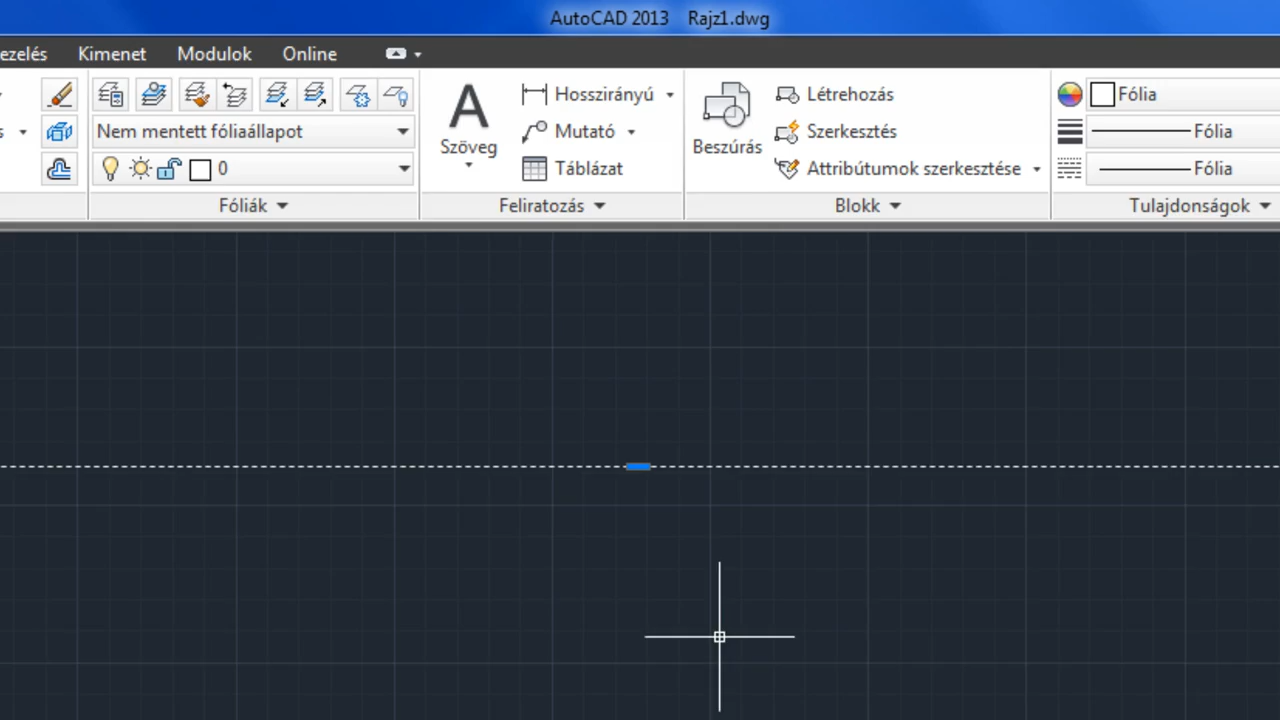 AutoCAD 2013 Rajz1.dwg
ezelés Kimenet Modulok Online
Szöveg
Hosszirányú
Mutató
Táblázat
Beszúrás
Létrehozás
Szerkesztés
Attribútumok szerkesztése
Fólia
Fólia
Fólia
Nem mentett fóliaállapot
0
Fóliák
Feliratozás
Blokk
Tulajdonságok